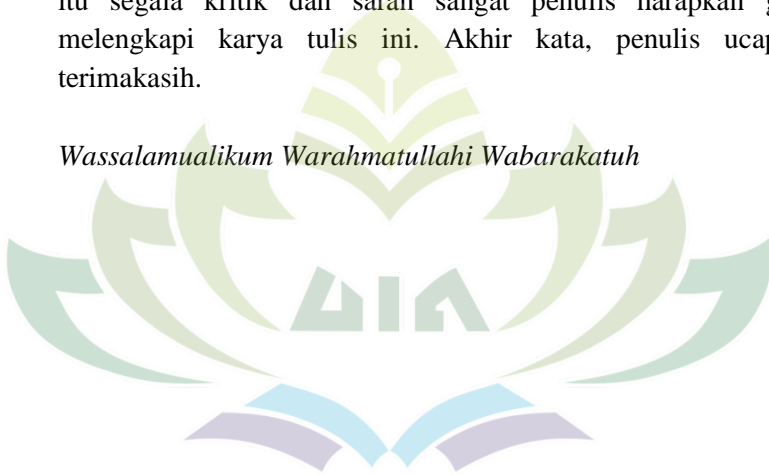 itu segala kritik dan saran sangat penulis harapkan
melengkapi karya tulis ini. Akhir kata, penulis
terimakasih.
Wassalamualikum Warahmatullahi Wabarakatuh
UIN